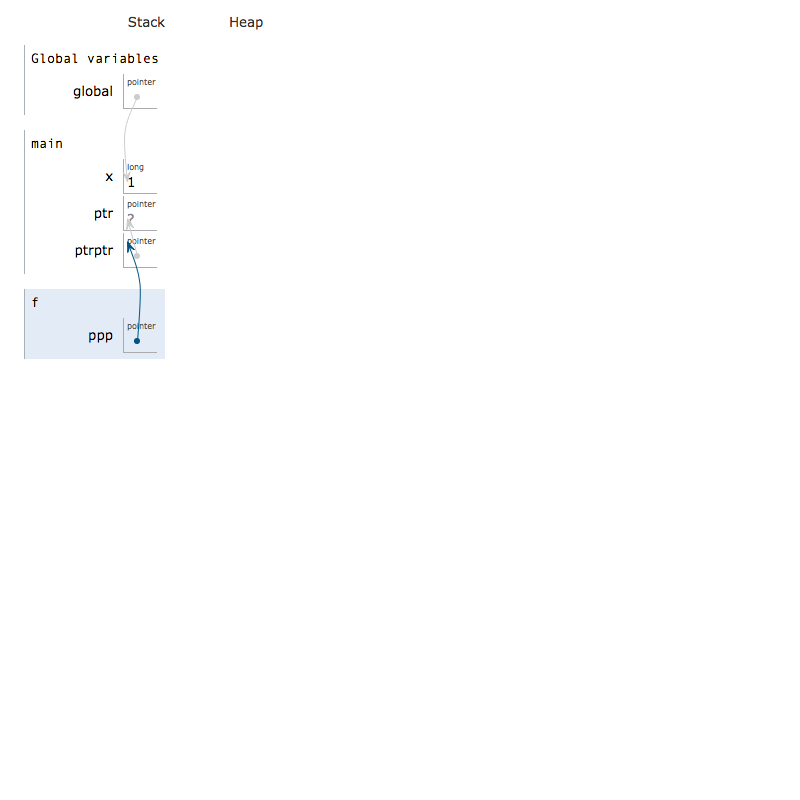 Stack Heap
Global variables
pointer
global
main
long
x 1
pointer
ptr ?
pointer
ptrptr
f
pointer
ppp